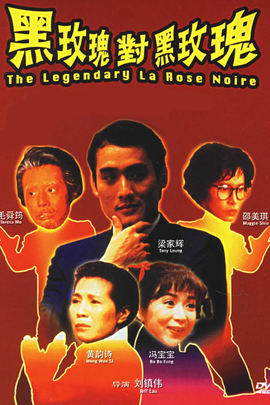 黑玫瑰對黑玫瑰
The Legendary La Rose Noire
毛舜筠
Teresa Mo
邵美琪
Maggie Shiu
梁家辉
Tony Leung
黄韵诗
Wong Wan Si
冯宝宝
Bo Bo Fung
导演 刘镇伟
Jeff Lau
DVD